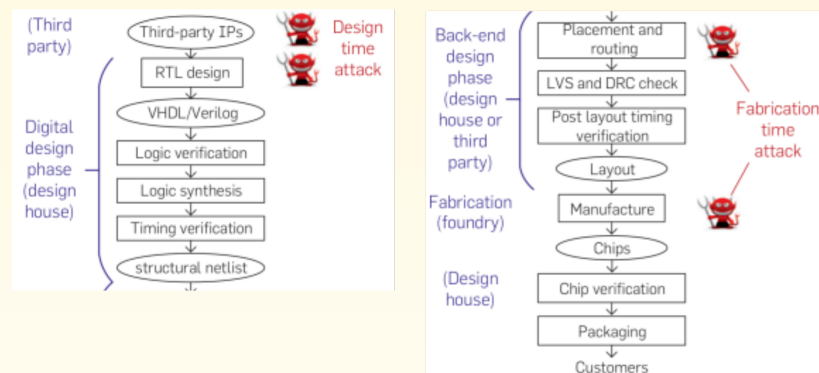 (Third
party)
Third-party IPs
Design
time
attack
RTL design
VHDL/Verilog
Digital
design
phase
(design
house)
Logic verification
Logic synthesis
Timing verification
structural netlist
Back-end
design
phase
(design
house or
third
party)
Placement and
routing
LVS and DRC check
Post layout timing
verification
Layout
Fabrication
time
attack
Fabrication
(foundry)
Manufacture
Chips
(Design
house)
Chip verification
Packaging
Customers